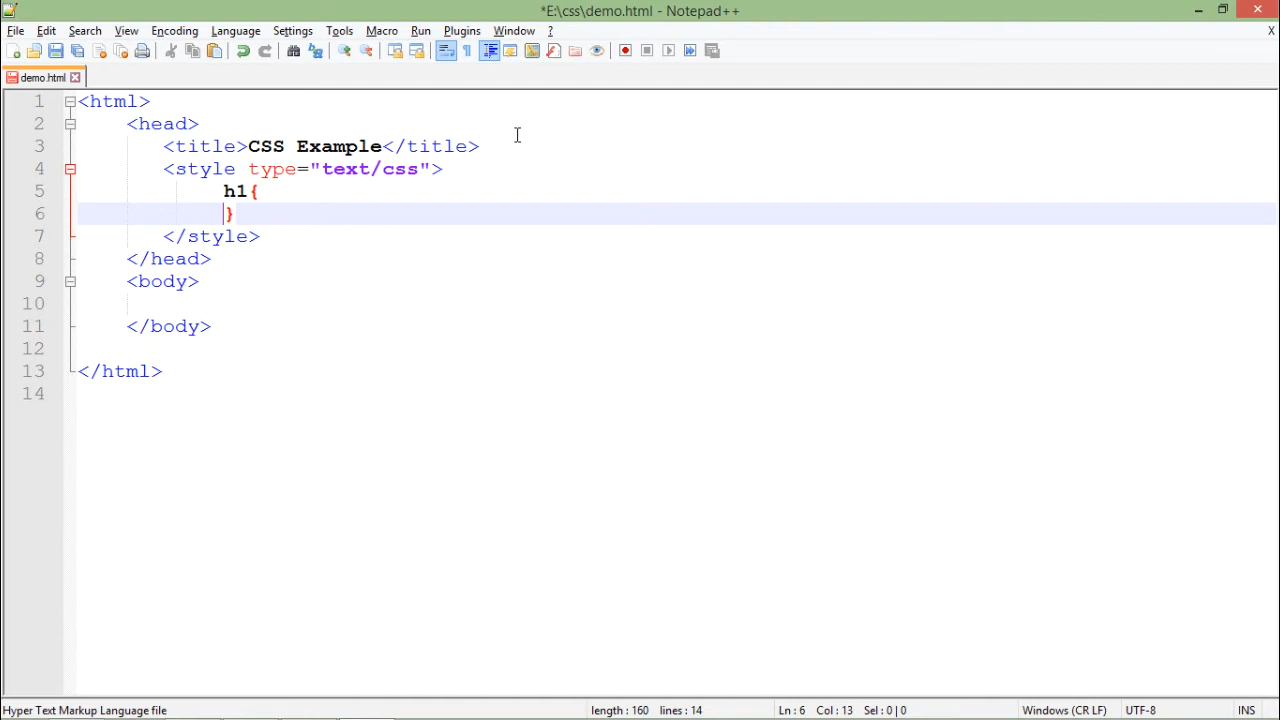 *E:\css\demo.html - Notepad++
File Edit Search View Encoding Language Settings Tools Macro Run Plugins Window ? X
demo.html
1 <html>
2 <head>
3 <title>CSS Example</title>
4 <style type="text/css">
5 h1{
6 }
7 </style>
8 </head>
9 <body>
10
11 </body>
12
13 </html>
14
Hyper Text Markup Language file length : 160 lines : 14 Ln : 6 Col : 13 Sel : 0 | 0 Windows (CR LF) UTF-8 INS